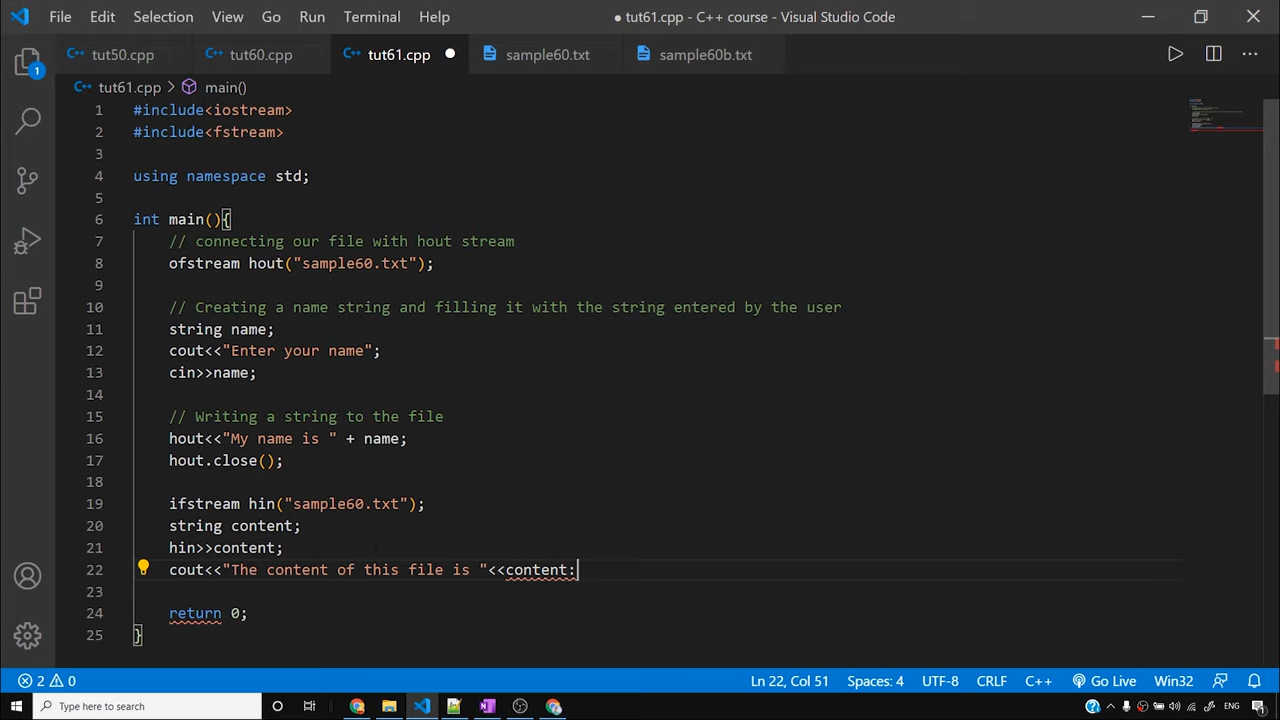 File Edit Selection View Go Run Terminal Help
● tut61.cpp - C++ course - Visual Studio Code
tut50.cpp tut60.cpp tut61.cpp sample60.txt sample60b.txt
tut61.cpp > main()
1 #include<iostream>
2 #include<fstream>
3
4 using namespace std;
5
6 int main(){
7 // connecting our file with hout stream
8 ofstream hout("sample60.txt");
9
10 // Creating a name string and filling it with the string entered by the user
11 string name;
12 cout<<"Enter your name";
13 cin>>name;
14
15 // Writing a string to the file
16 hout<<"My name is " + name;
17 hout.close();
18
19 ifstream hin("sample60.txt");
20 string content;
21 hin>>content;
22 cout<<"The content of this file is "<<content:
23
24 return 0;
25 }
1
2 0 Ln 22, Col 51 Spaces: 4 UTF-8 CRLF C++ Go Live Win32
Type here to search
ENG